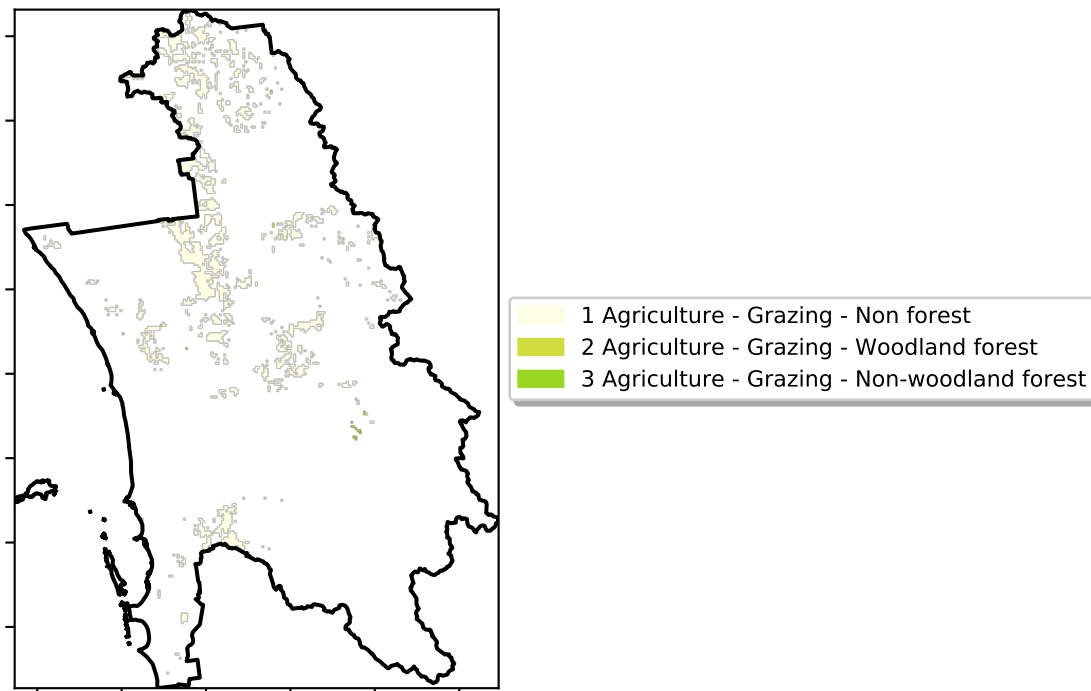 1 Agriculture - Grazing - Non forest
2 Agriculture - Grazing - Woodland forest
3 Agriculture - Grazing - Non-woodland forest